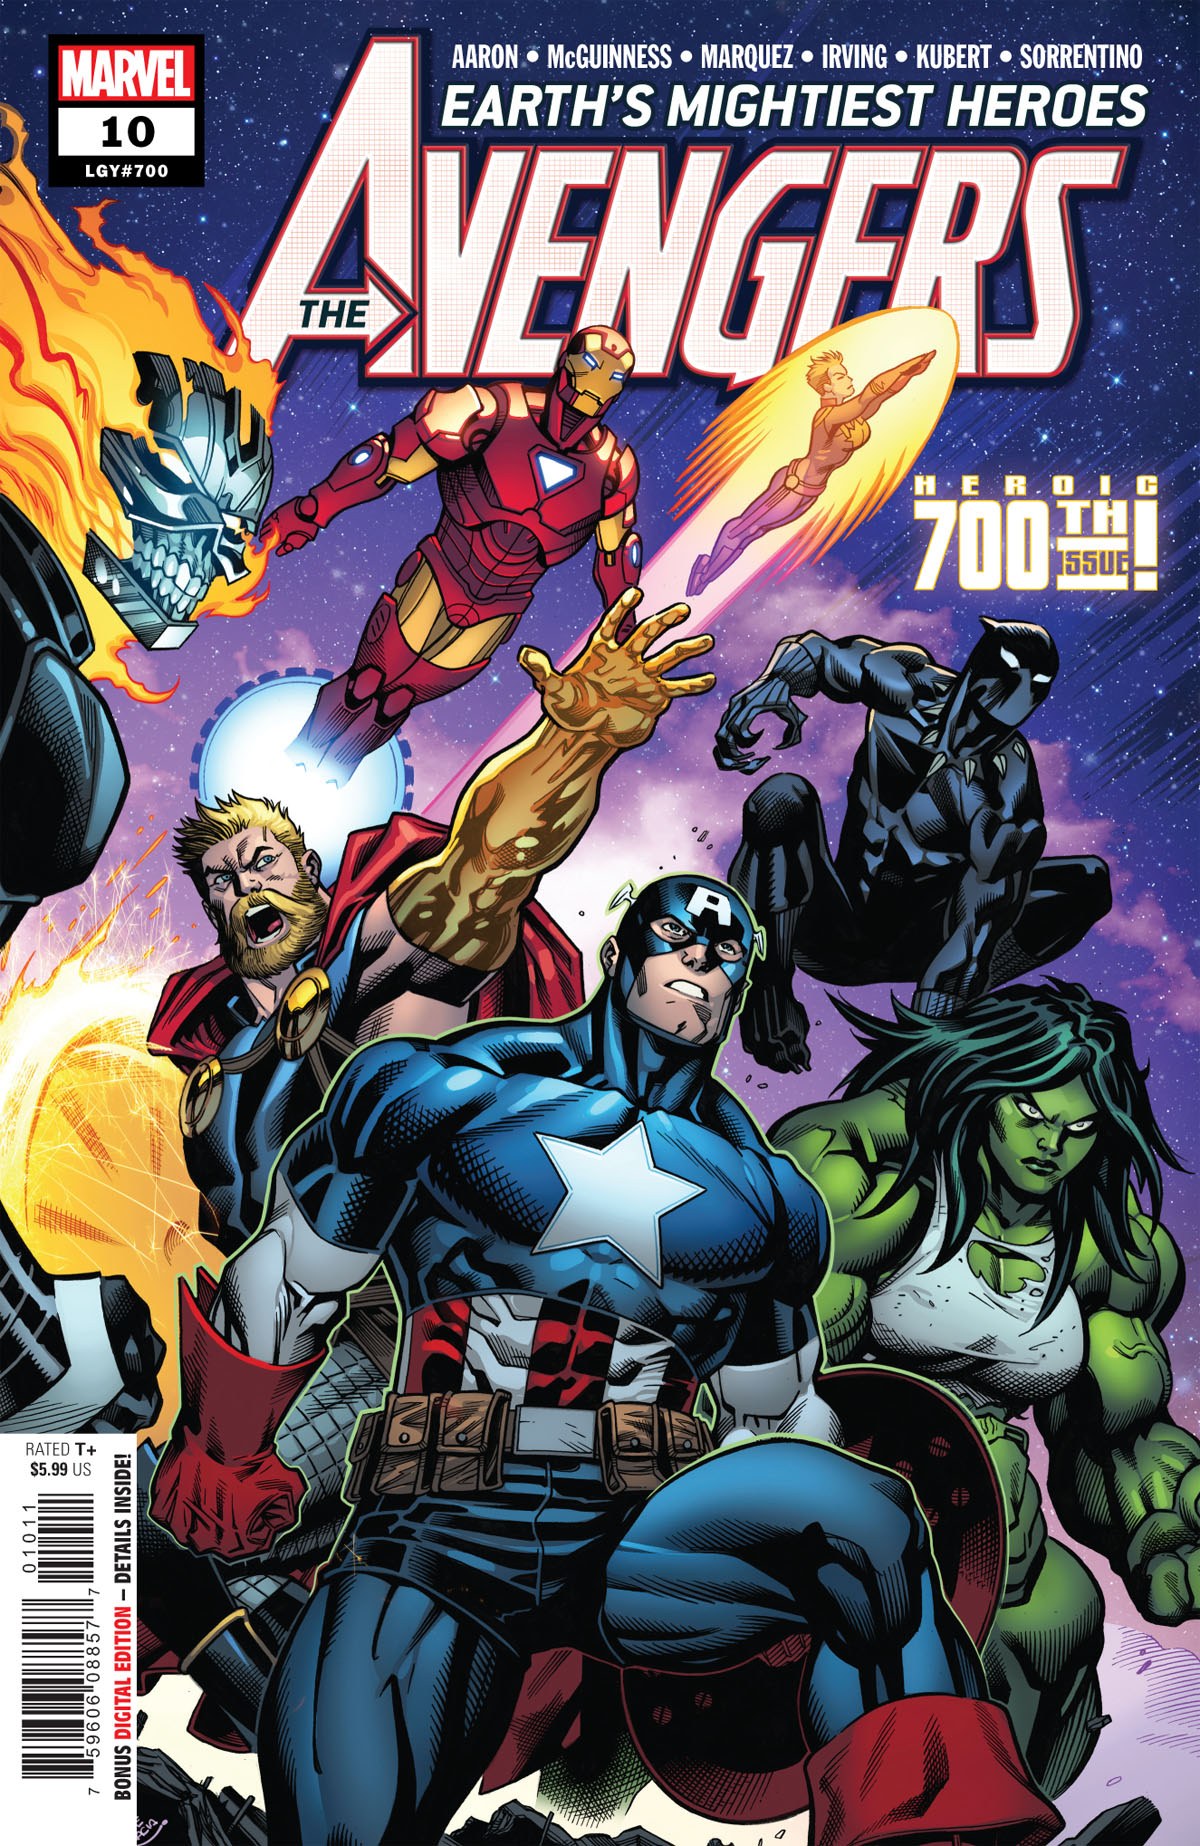 MARVEL
10
LGY#700
AARON • McGUINNESS • MARQUEZ • IRVING • KUBERT • SORRENTINO
EARTH'S MIGHTIEST HEROES
THE AVENGERS
HEROIC
700TH
ISSUE!
A
RATED T+
$5.99 US
01011
7 59606 08857 7
BONUS DIGITAL EDITION – DETAILS INSIDE!